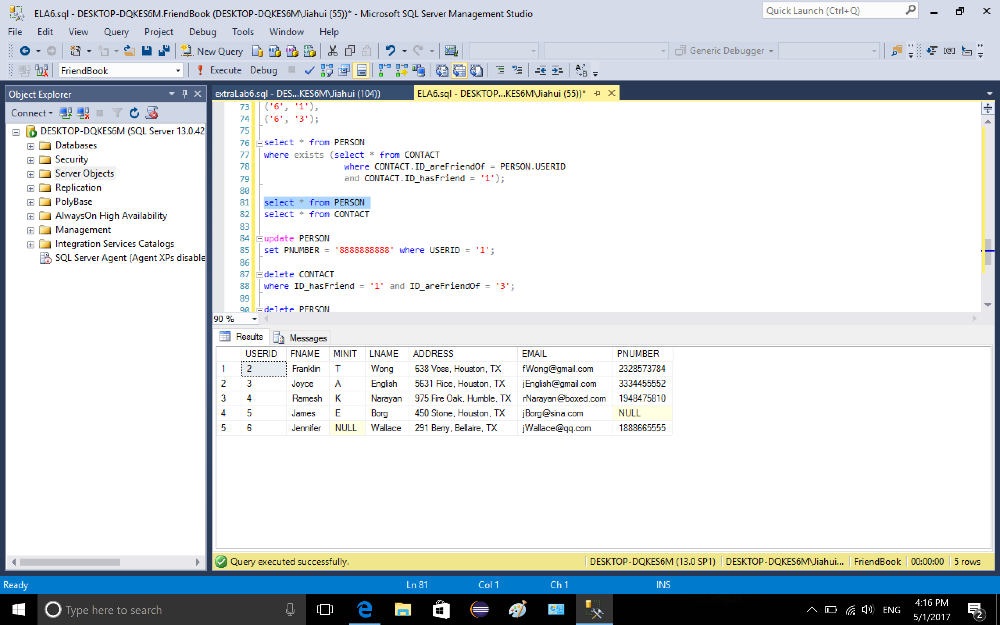 ELA6.sql - DESKTOP-DQKES6M.FriendBook (DESKTOP-DQKES6M\Jiahui (55))* - Microsoft SQL Server Management Studio
Quick Launch (Ctrl+Q)
File Edit View Query Project Debug Tools Window Help
New Query
Generic Debugger
FriendBook
Execute Debug
Object Explorer
Connect
DESKTOP-DQKES6M (SQL Server 13.0.42
Databases
Security
Server Objects
Replication
PolyBase
AlwaysOn High Availability
Management
Integration Services Catalogs
SQL Server Agent (Agent XPs disable
extraLab6.sql - DES...KES6M\Jiahui (104))
ELA6.sql - DESKTOP...KES6M\Jiahui (55))*
73 ('6', '1'),
74 ('6', '3');
75
76 select * from PERSON
77 where exists (select * from CONTACT
78 where CONTACT.ID_areFriendOf = PERSON.USERID
79 and CONTACT.ID_hasFriend = '1');
80
81 select * from PERSON
82 select * from CONTACT
83
84 update PERSON
85 set PNUMBER = '8888888888' where USERID = '1';
86
87 delete CONTACT
88 where ID_hasFriend = '1' and ID_areFriendOf = '3';
89
90 delete PERSON
90 %
Results Messages
USERID FNAME MINIT LNAME ADDRESS EMAIL PNUMBER
1 2 Franklin T Wong 638 Voss, Houston, TX fWong@gmail.com 2328573784
2 3 Joyce A English 5631 Rice, Houston, TX jEnglish@gmail.com 3334455552
3 4 Ramesh K Narayan 975 Fire Oak, Humble, TX rNarayan@boxed.com 1948475810
4 5 James E Borg 450 Stone, Houston, TX jBorg@sina.com NULL
5 6 Jennifer NULL Wallace 291 Berry, Bellaire, TX jWallace@qq.com 1888665555
Query executed successfully.
DESKTOP-DQKES6M (13.0 SP1) DESKTOP-DQKES6M\Jiahui... FriendBook 00:00:00 5 rows
Ready Ln 81 Col 1 Ch 1 INS
Type here to search
ENG
4:16 PM
5/1/2017
2